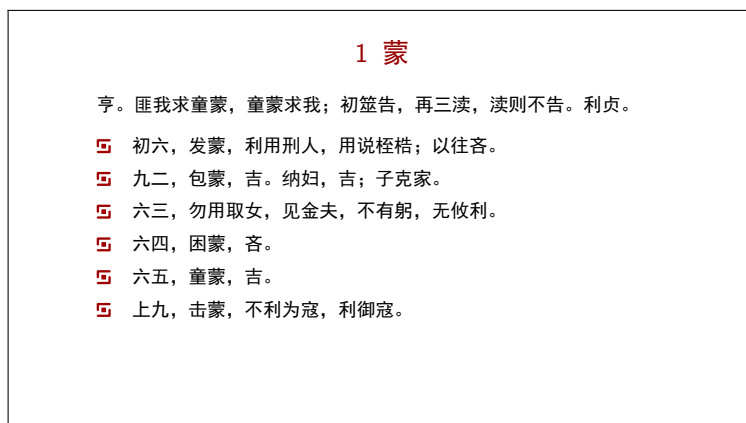 1 蒙
亨。匪我求童蒙，童蒙求我；初筮告，再三渎，渎则不告。利贞。
初六，发蒙，利用刑人，用说桎梏；以往吝。
九二，包蒙，吉。纳妇，吉；子克家。
六三，勿用取女，见金夫，不有躬，无攸利。
六四，困蒙，吝。
六五，童蒙，吉。
上九，击蒙，不利为寇，利御寇。